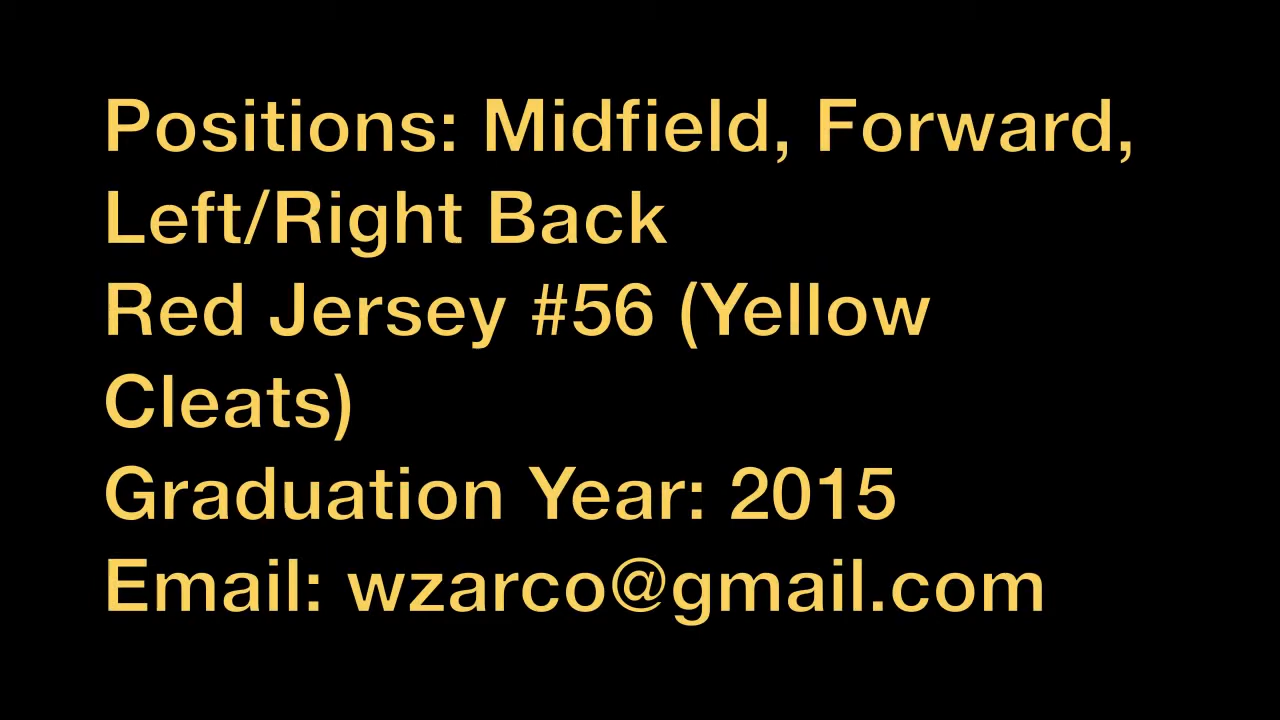 Positions: Midfield, Forward,
Left/Right Back
Red Jersey #56 (Yellow
Cleats)
Graduation Year: 2015
Email: wzarco@gmail.com